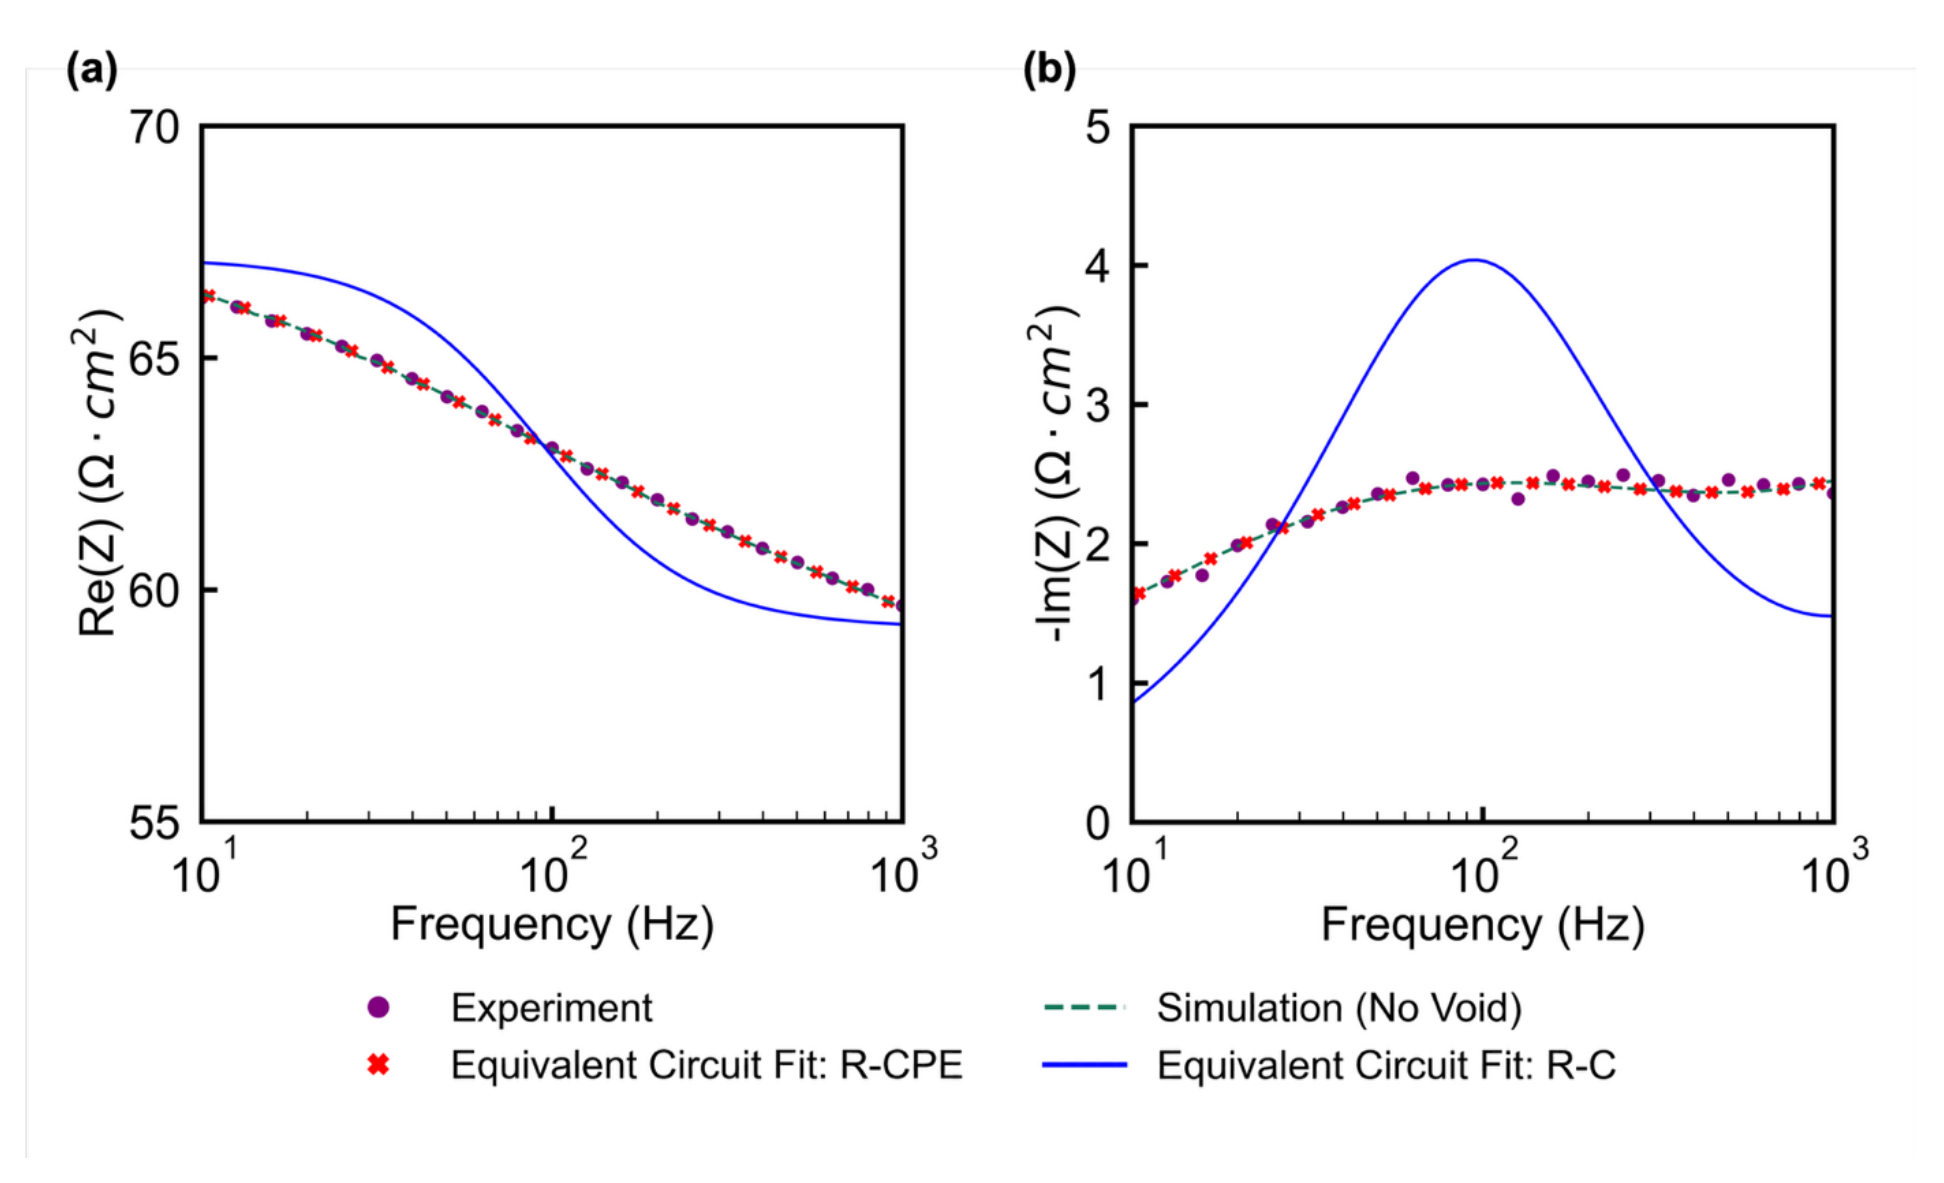 (a)
70
65
60
55
Re(Z) (Ω · cm²)
10¹
10²
10³
Frequency (Hz)
(b)
5
4
3
2
1
0
-Im(Z) (Ω · cm²)
10¹
10²
10³
Frequency (Hz)
Experiment
Simulation (No Void)
Equivalent Circuit Fit: R-CPE
Equivalent Circuit Fit: R-C